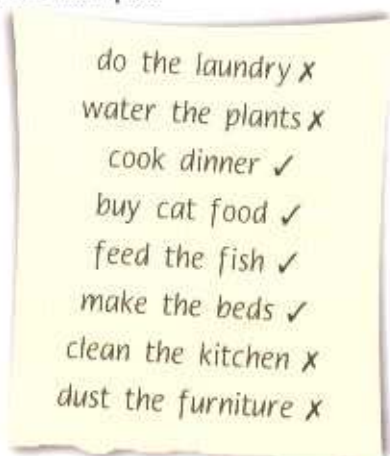 do the laundry ✗
water the plants ✗
cook dinner ✓
buy cat food ✓
feed the fish ✓
make the beds ✓
clean the kitchen ✗
dust the furniture ✗